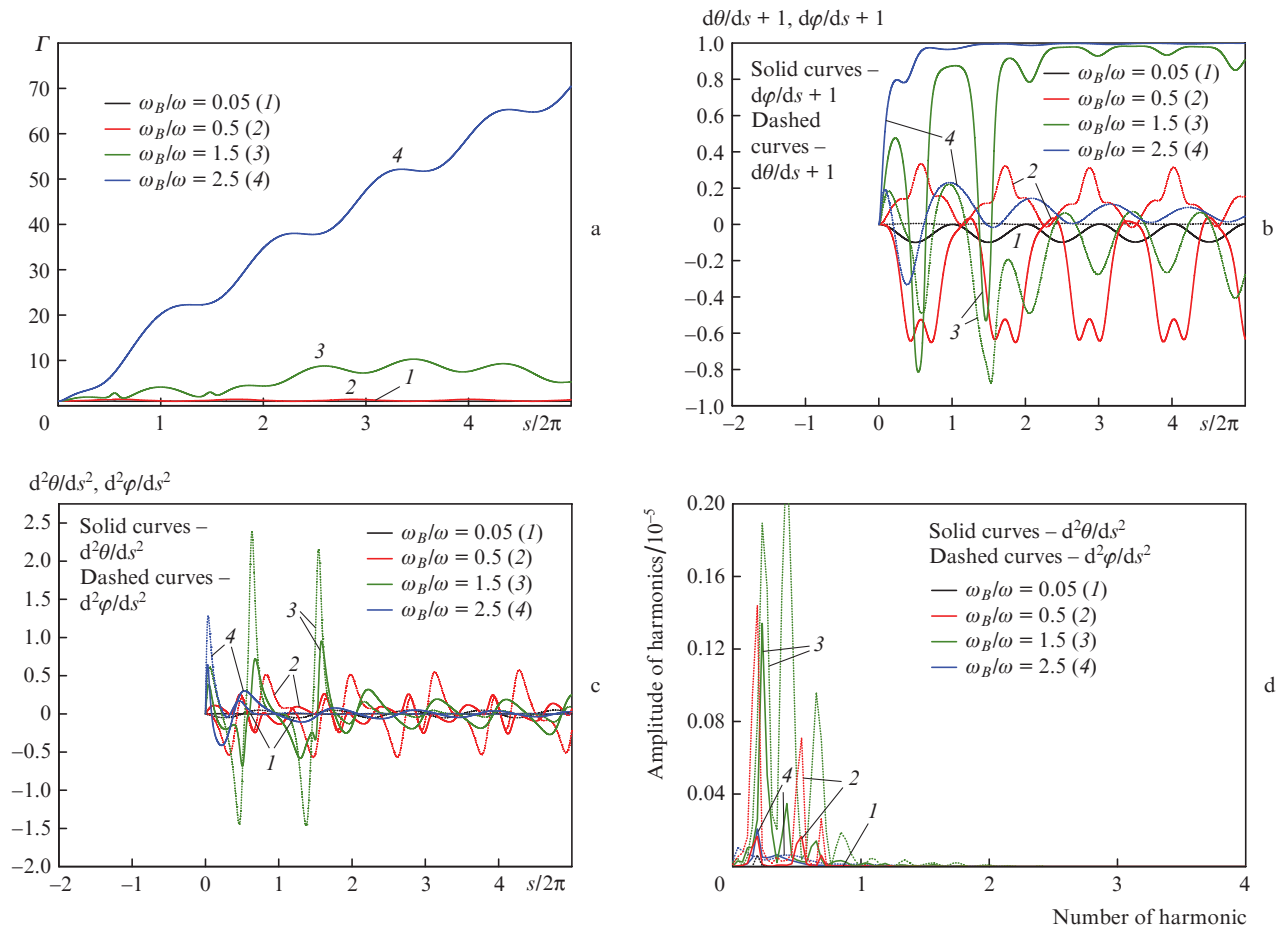 Γ
70
60
50
40
30
20
10
1
2
3
4
s/2π
ω_B/ω = 0.05 (1)
ω_B/ω = 0.5 (2)
ω_B/ω = 1.5 (3)
ω_B/ω = 2.5 (4)
4
3
2
1
a
dθ/ds + 1, dφ/ds + 1
1.0
0.8
0.6
0.4
0.2
0
−0.2
−0.4
−0.6
−0.8
−1.0
−2
−1
0
1
2
3
4
s/2π
Solid curves –
dφ/ds + 1
Dashed
curves –
dθ/ds + 1
ω_B/ω = 0.05 (1)
ω_B/ω = 0.5 (2)
ω_B/ω = 1.5 (3)
ω_B/ω = 2.5 (4)
4
2
1
3
b
d²θ/ds², d²φ/ds²
2.5
2.0
1.5
1.0
0.5
0
−0.5
−1.0
−1.5
−2.0
−2
−1
0
1
2
3
4
s/2π
Solid curves –
d²θ/ds²
Dashed curves –
d²φ/ds²
ω_B/ω = 0.05 (1)
ω_B/ω = 0.5 (2)
ω_B/ω = 1.5 (3)
ω_B/ω = 2.5 (4)
4
3
2
1
c
Amplitude of harmonics/10⁻⁵
0.20
0.16
0.12
0.08
0.04
0
1
2
3
4
Number of harmonic
Solid curves – d²θ/ds²
Dashed curves – d²φ/ds²
ω_B/ω = 0.05 (1)
ω_B/ω = 0.5 (2)
ω_B/ω = 1.5 (3)
ω_B/ω = 2.5 (4)
3
4
2
1
d